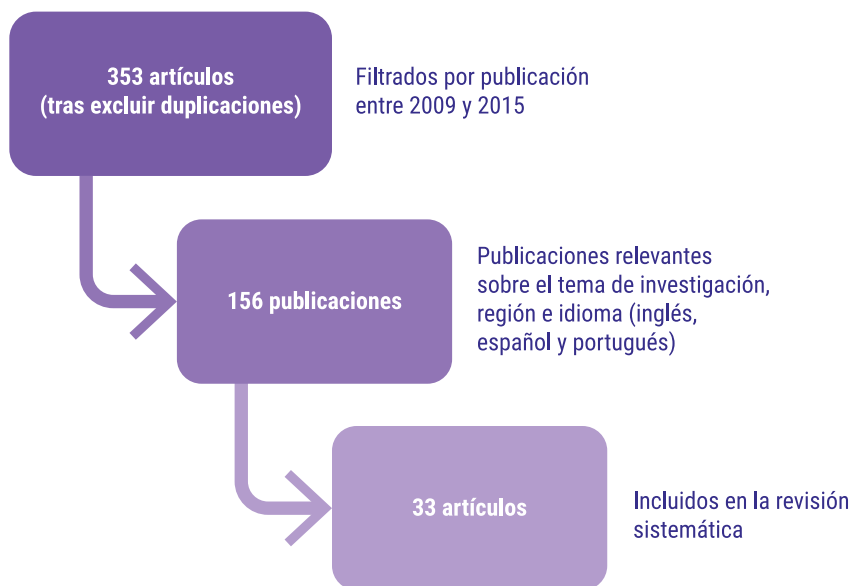 353 artículos
(tras excluir duplicaciones)
Filtrados por publicación
entre 2009 y 2015
156 publicaciones
Publicaciones relevantes
sobre el tema de investigación,
región e idioma (inglés,
español y portugués)
33 artículos
Incluidos en la revisión
sistemática